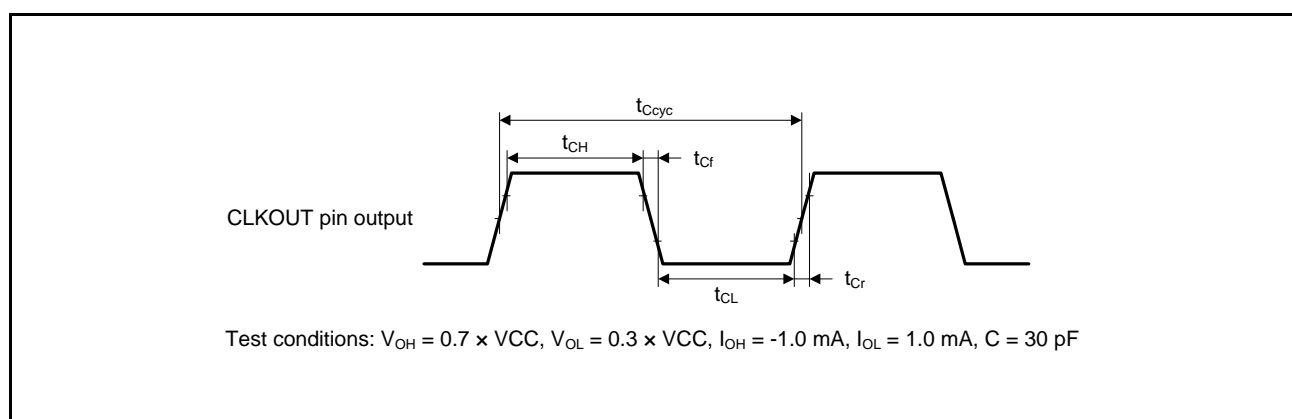 tCcyc
tCH
tCf
CLKOUT pin output
tCL
tCr
Test conditions: VOH = 0.7 × VCC, VOL = 0.3 × VCC, IOH = -1.0 mA, IOL = 1.0 mA, C = 30 pF